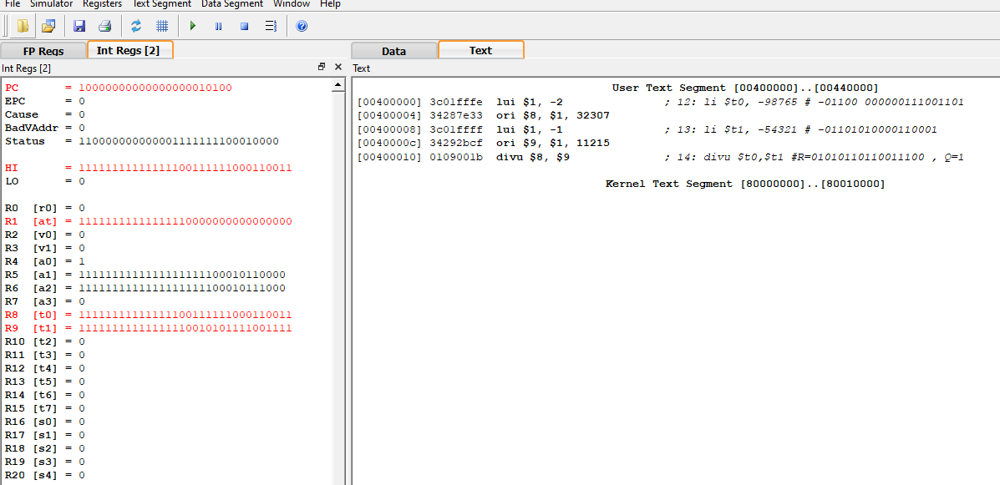 File Simulator Registers Text Segment Data Segment Window Help
FP Regs Int Regs [2] Data Text
Int Regs [2] Text
PC = 10000000000000000010100
EPC = 0
Cause = 0
BadVAddr = 0
Status = 110000000000001111111100010000
HI = 11111111111111100111111000110011
LO = 0
R0 [r0] = 0
R1 [at] = 11111111111111110000000000000000
R2 [v0] = 0
R3 [v1] = 0
R4 [a0] = 1
R5 [a1] = 1111111111111111111100010110000
R6 [a2] = 1111111111111111111100010111000
R7 [a3] = 0
R8 [t0] = 11111111111111100111111000110011
R9 [t1] = 11111111111111110010101111001111
R10 [t2] = 0
R11 [t3] = 0
R12 [t4] = 0
R13 [t5] = 0
R14 [t6] = 0
R15 [t7] = 0
R16 [s0] = 0
R17 [s1] = 0
R18 [s2] = 0
R19 [s3] = 0
R20 [s4] = 0
User Text Segment [00400000]..[00440000]
[00400000] 3c01fffe lui $1, -2 ; 12: li $t0, -98765 # -01100 000000111001101
[00400004] 34287e33 ori $8, $1, 32307
[00400008] 3c01ffff lui $1, -1 ; 13: li $t1, -54321 # -01101010000110001
[0040000c] 34292bcf ori $9, $1, 11215
[00400010] 0109001b divu $8, $9 ; 14: divu $t0,$t1 #R=01010110110011100 , Q=1
Kernel Text Segment [80000000]..[80010000]